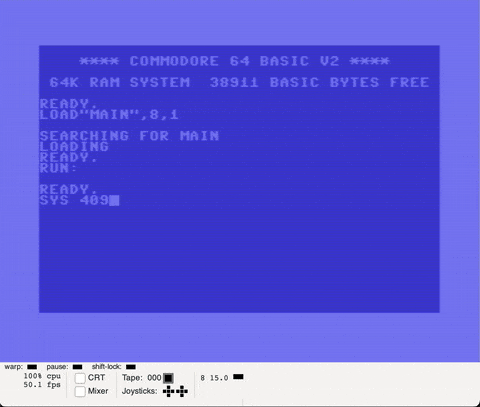 **** COMMODORE 64 BASIC V2 ****
64K RAM SYSTEM 38911 BASIC BYTES FREE
READY.
LOAD"MAIN",8,1
SEARCHING FOR MAIN
LOADING
READY.
RUN:
READY.
SYS 409
warp: pause: shift-lock:
100% cpu
50.1 fps
CRT
Mixer
Tape: 000
Joysticks:
8 15.0